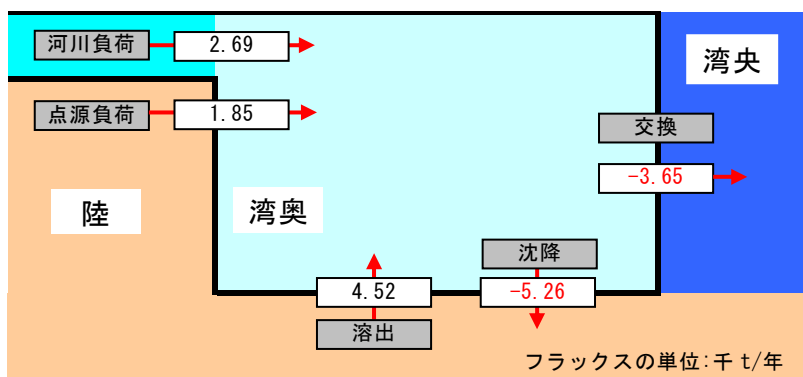 河川負荷
2.69
湾央
点源負荷
1.85
交換
-3.65
陸
湾奥
沈降
4.52
-5.26
溶出
フラックスの単位:千 t/年